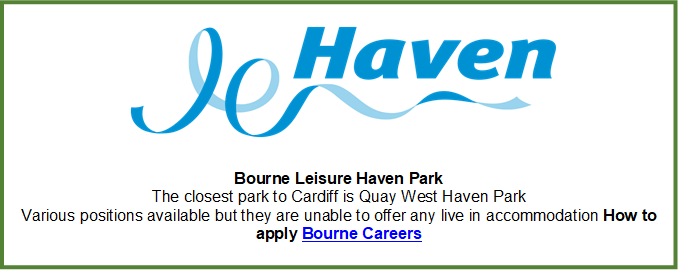 Haven
Bourne Leisure Haven Park
The closest park to Cardiff is Quay West Haven Park
Various positions available but they are unable to offer any live in accommodation How to
apply Bourne Careers